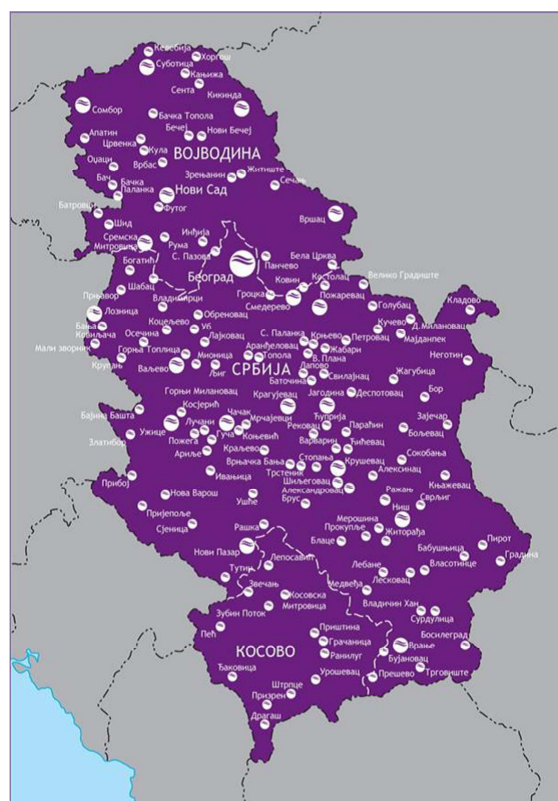 Келебија
Хоргош
Суботица
Кањижа
Сента
Кикинда
Сомбор
Бачка Топола
Бечеј
Нови Бечеј
Апатин
Црвенка
Кула
ВОЈВОДИНА
Оџаци
Врбас
Житиште
Зрењанин
Сечањ
Бач
Бачка
Паланка
Нови Сад
Футог
Батровци
Шид
Вршац
Сремска
Митровица
Рума
Инђија
С. Пазова
Панчево
Бела Црква
Богатић
Београд
Ковин
Костолац
Велико Градиште
Шабац
Гроцка
Прњавор
Владимирци
Смедерево
Пожаревац
Голубац
Кладово
Лозница
Обреновац
Коцељево
Уб
Кучево
Д.Милановац
Бања
Ковиљача
Осечина
Лајковац
С. Паланка
Крњево
Петровац
Мајданпек
Мали зворник
Горња Топлица
Аранђеловац
Жабари
Неготин
Крупањ
Мионица
Топола
В. Плана
Ваљево
Љиг
СРБИЈА
Лапово
Свилајнац
Жагубица
Баточина
Горњи Милановац
Крагујевац
Јагодина
Деспотовац
Бор
Бајина Башта
Косјерић
Чачак
Мрчајевци
Ћуприја
Зајечар
Ужице
Лучани
Рековац
Параћин
Бољевац
Златибор
Пожега
Гуча
Коњевић
Варварин
Ћићевац
Ариље
Краљево
Стопања
Сокобања
Врњачка Бања
Крушевац
Прибој
Ивањица
Трстеник
Шиљеговац
Алексинац
Књажевац
Александровац
Нова Варош
Ушће
Брус
Ражањ
Сврљиг
Пријепоље
Ниш
Мерошина
Сјеница
Рашка
Прокупље
Житорађа
Пирот
Блаце
Нови Пазар
Бабушница
Градина
Лепосавић
Лебане
Власотинце
Тутин
Лесковац
Звечан
Медвеђа
Косовска
Митровица
Владичин Хан
Зубин Поток
Сурдулица
Пећ
Приштина
Босилеград
Грачаница
КОСОВО
Ранилуг
Врање
Бујановац
Ђаковица
Урошевац
Прешево
Трговиште
Штрпце
Призрен
Драгаш